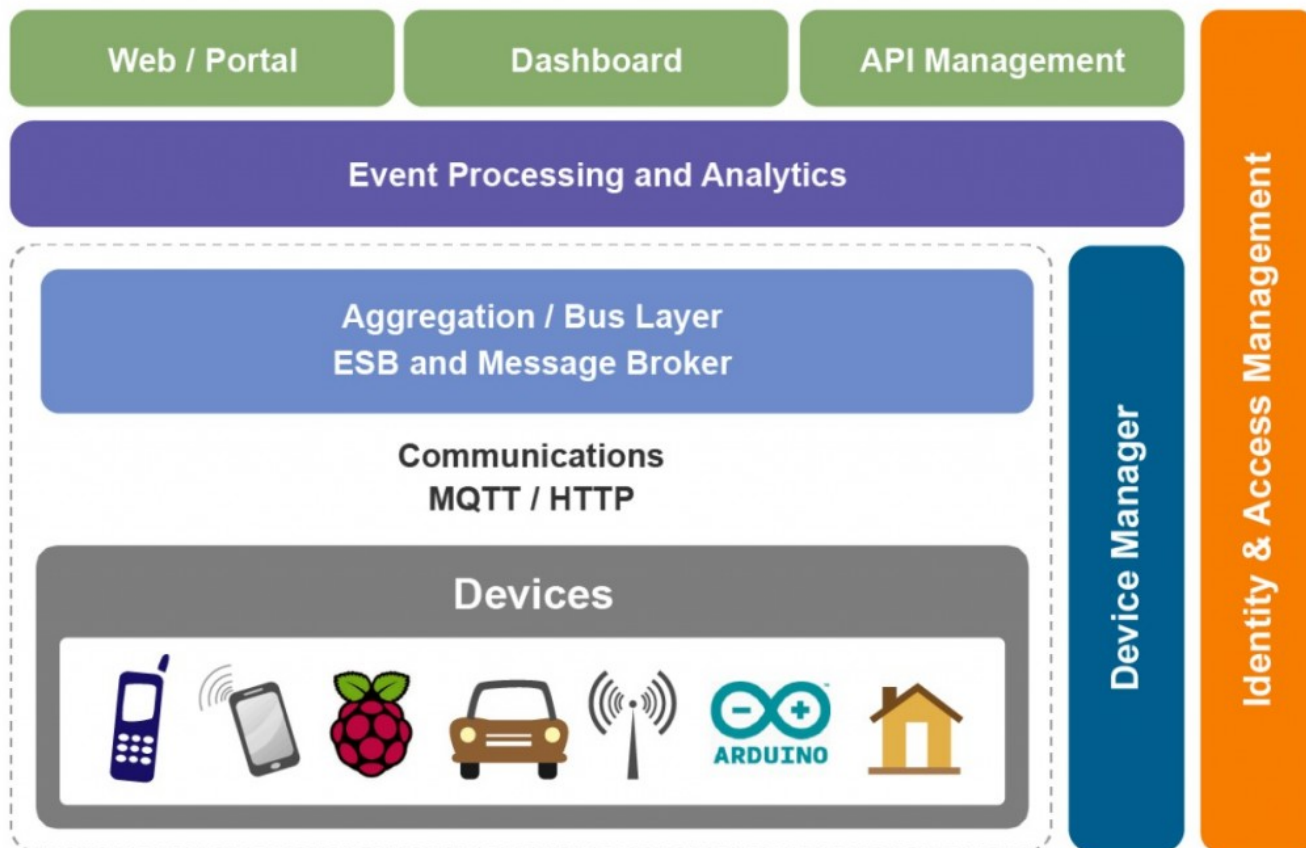 Web / Portal
Dashboard
API Management
Event Processing and Analytics
Aggregation / Bus Layer
ESB and Message Broker
Communications
MQTT / HTTP
Devices
ARDUINO
Device Manager
Identity & Access Management